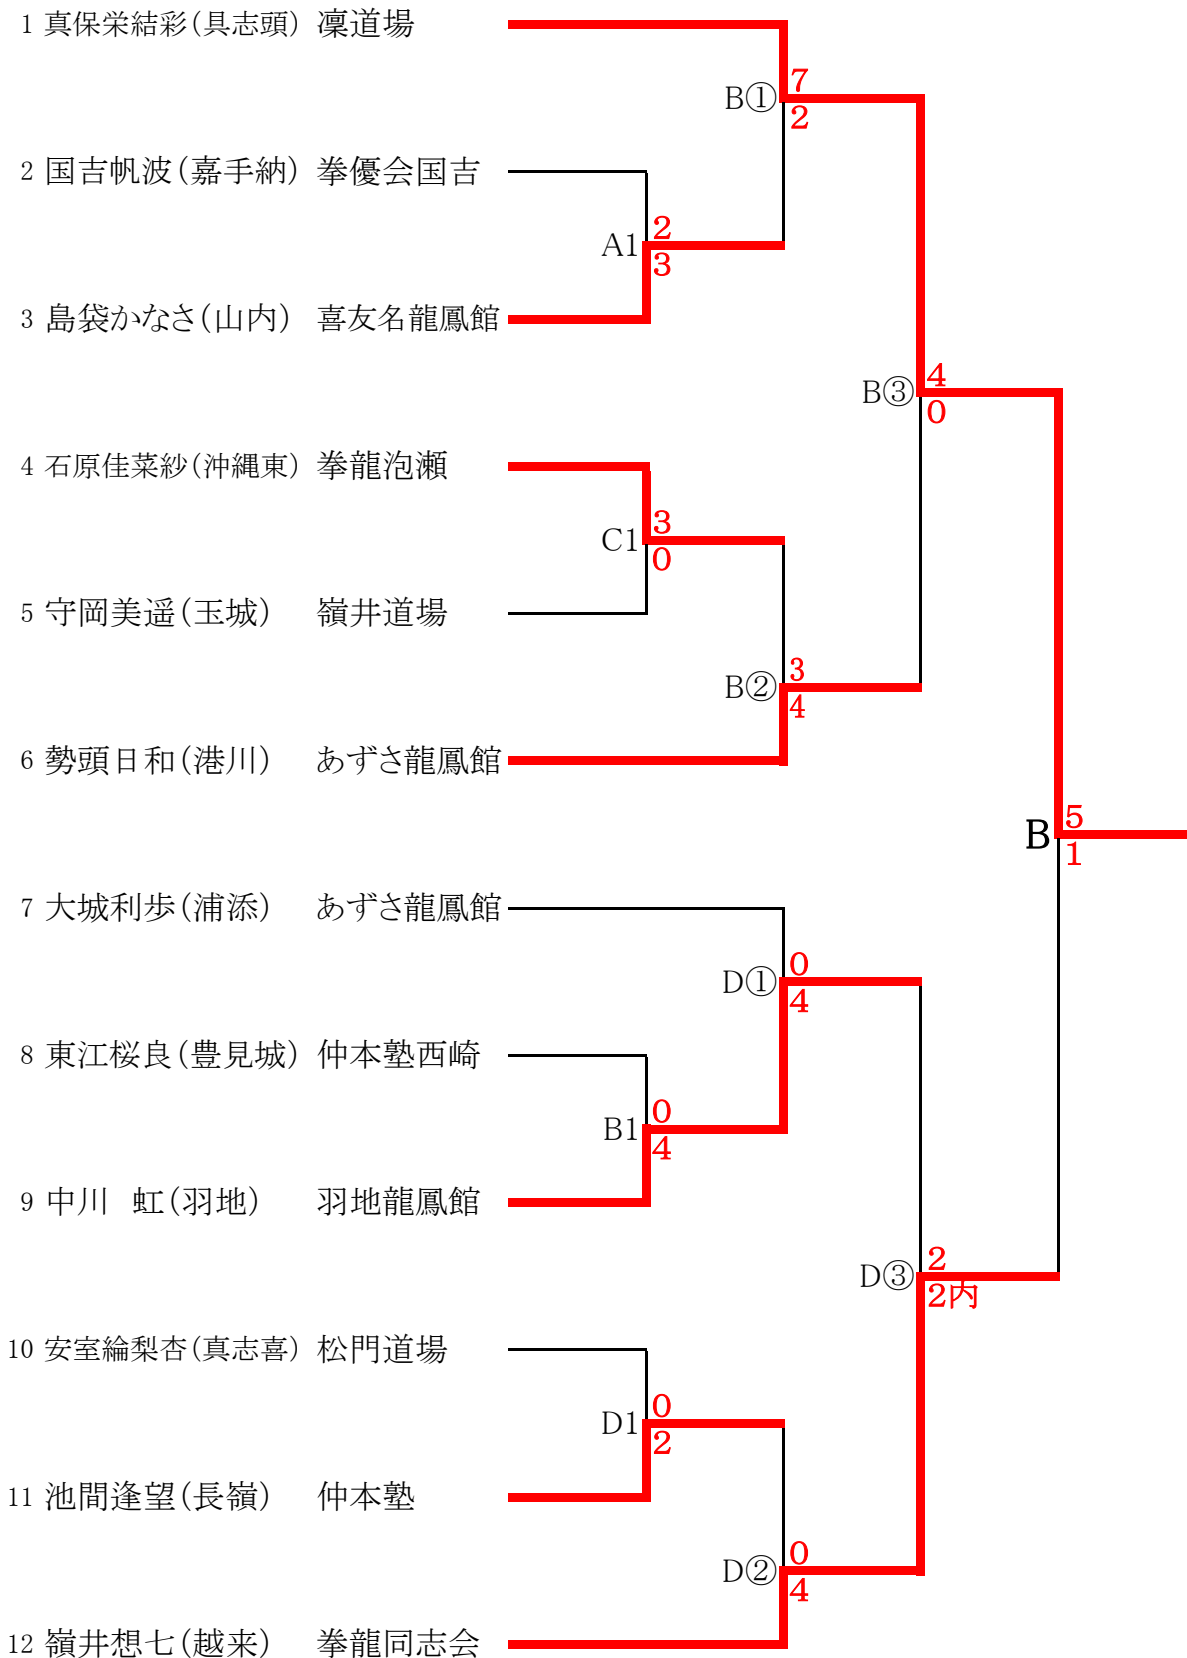 1 真保栄結彩(具志頭) 凜道場
7
B①
2
2 国吉帆波(嘉手納) 拳優会国吉
2
A1
3
3 島袋かなさ(山内) 喜友名龍鳳館
4
B③
0
4 石原佳菜紗(沖縄東) 拳龍泡瀬
3
C1
0
5 守岡美遥(玉城) 嶺井道場
3
B②
4
6 勢頭日和(港川) あずさ龍鳳館
5
B
1
7 大城利歩(浦添) あずさ龍鳳館
0
D①
4
8 東江桜良(豊見城) 仲本塾西崎
0
B1
4
9 中川 虹(羽地) 羽地龍鳳館
2
D③
2内
10 安室綸梨杏(真志喜) 松門道場
0
D1
2
11 池間逢望(長嶺) 仲本塾
0
D②
4
12 嶺井想七(越来) 拳龍同志会